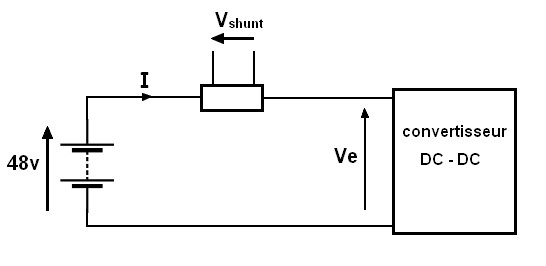 Vshunt
I
48v
Ve
convertisseur
DC - DC